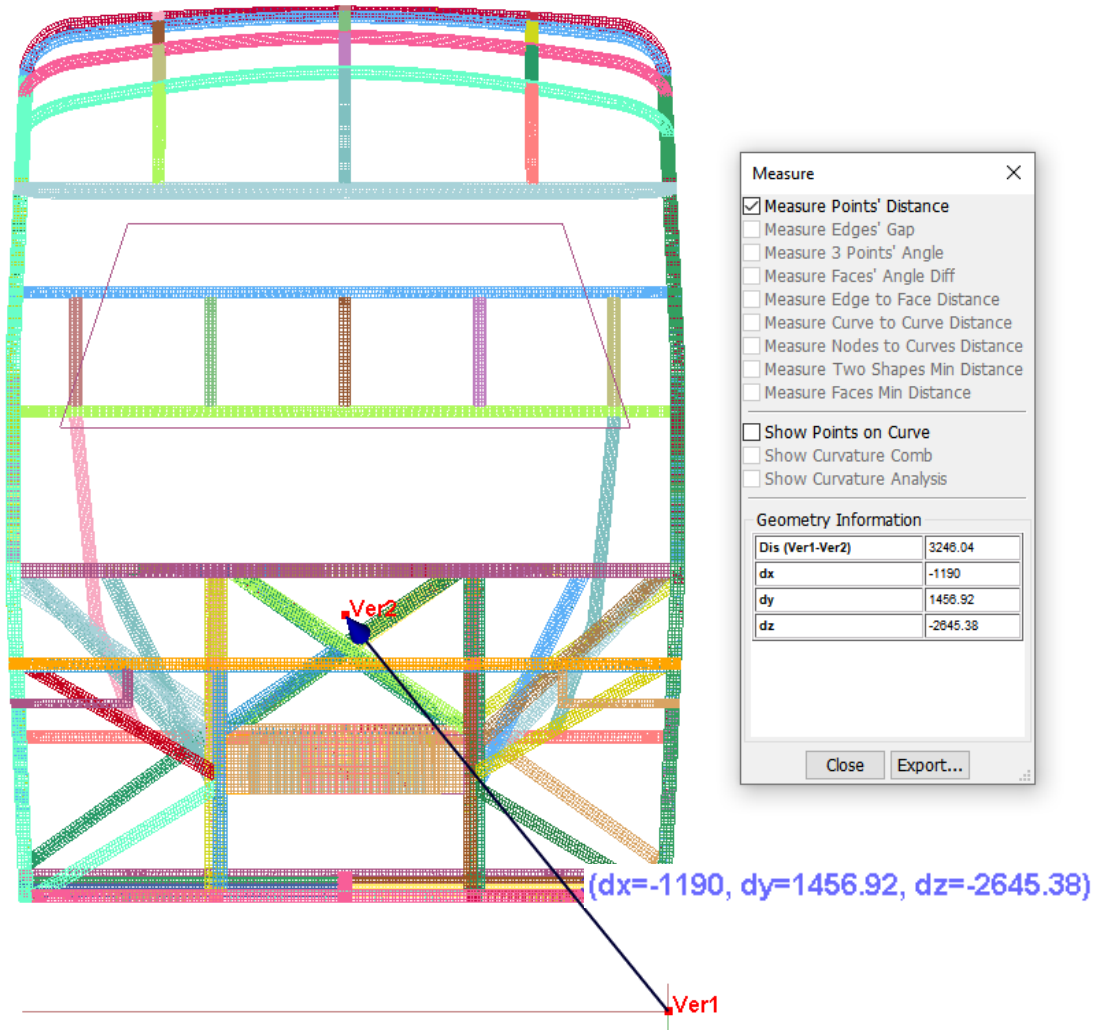 Measure
Measure Points' Distance
Measure Edges' Gap
Measure 3 Points' Angle
Measure Faces' Angle Diff
Measure Edge to Face Distance
Measure Curve to Curve Distance
Measure Nodes to Curves Distance
Measure Two Shapes Min Distance
Measure Faces Min Distance
Show Points on Curve
Show Curvature Comb
Show Curvature Analysis
Geometry Information
Dis (Ver1-Ver2) 3246.04
dx -1190
dy 1456.92
dz -2645.38
Close Export...
Ver2
(dx=-1190, dy=1456.92, dz=-2645.38)
Ver1